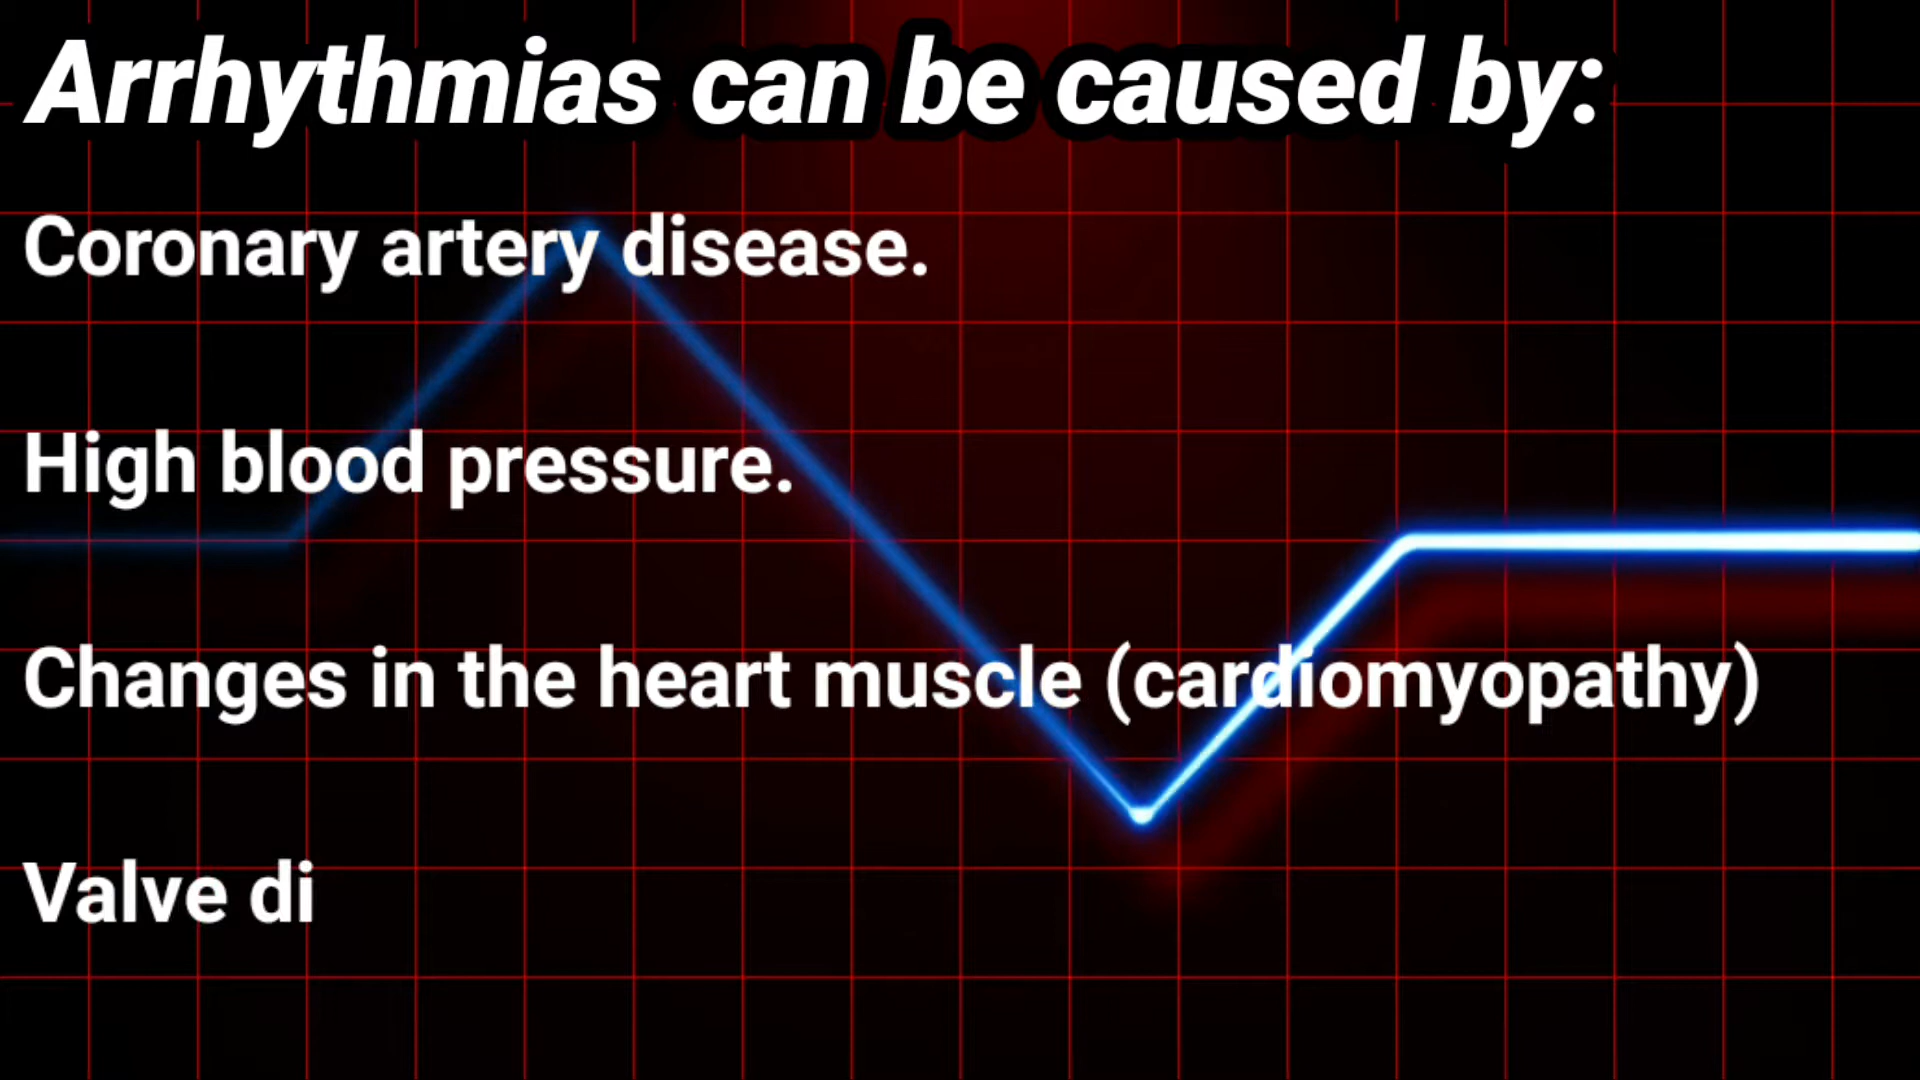 Arrhythmias can be caused by:
Coronary artery disease.
High blood pressure.
Changes in the heart muscle (cardiomyopathy)
Valve di